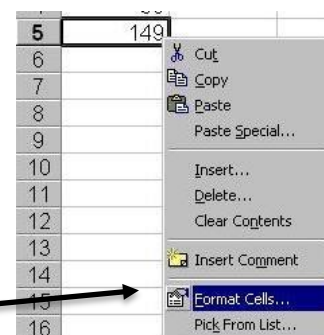 5 149
6
7
8
9
10
11
12
13
14
15
16
Cut
Copy
Paste
Paste Special...
Insert...
Delete...
Clear Contents
Insert Comment
Format Cells...
Pick From List...